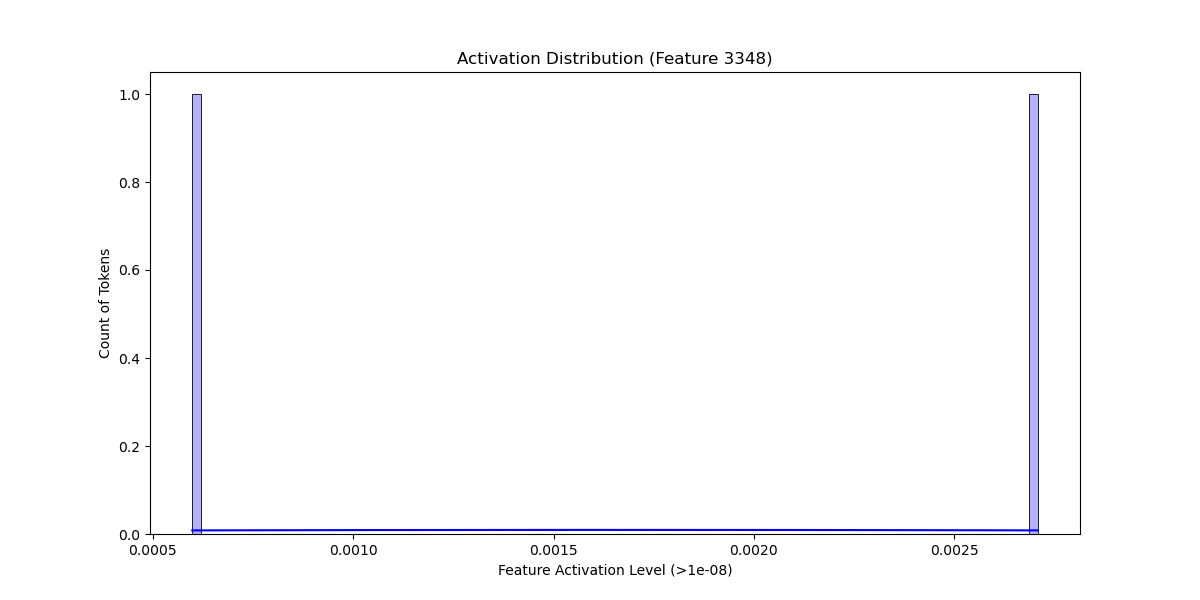 Activation Distribution (Feature 3348)
1.0
0.8
0.6
0.4
0.2
0.0
Count of Tokens
0.0005 0.0010 0.0015 0.0020 0.0025
Feature Activation Level (>1e-08)